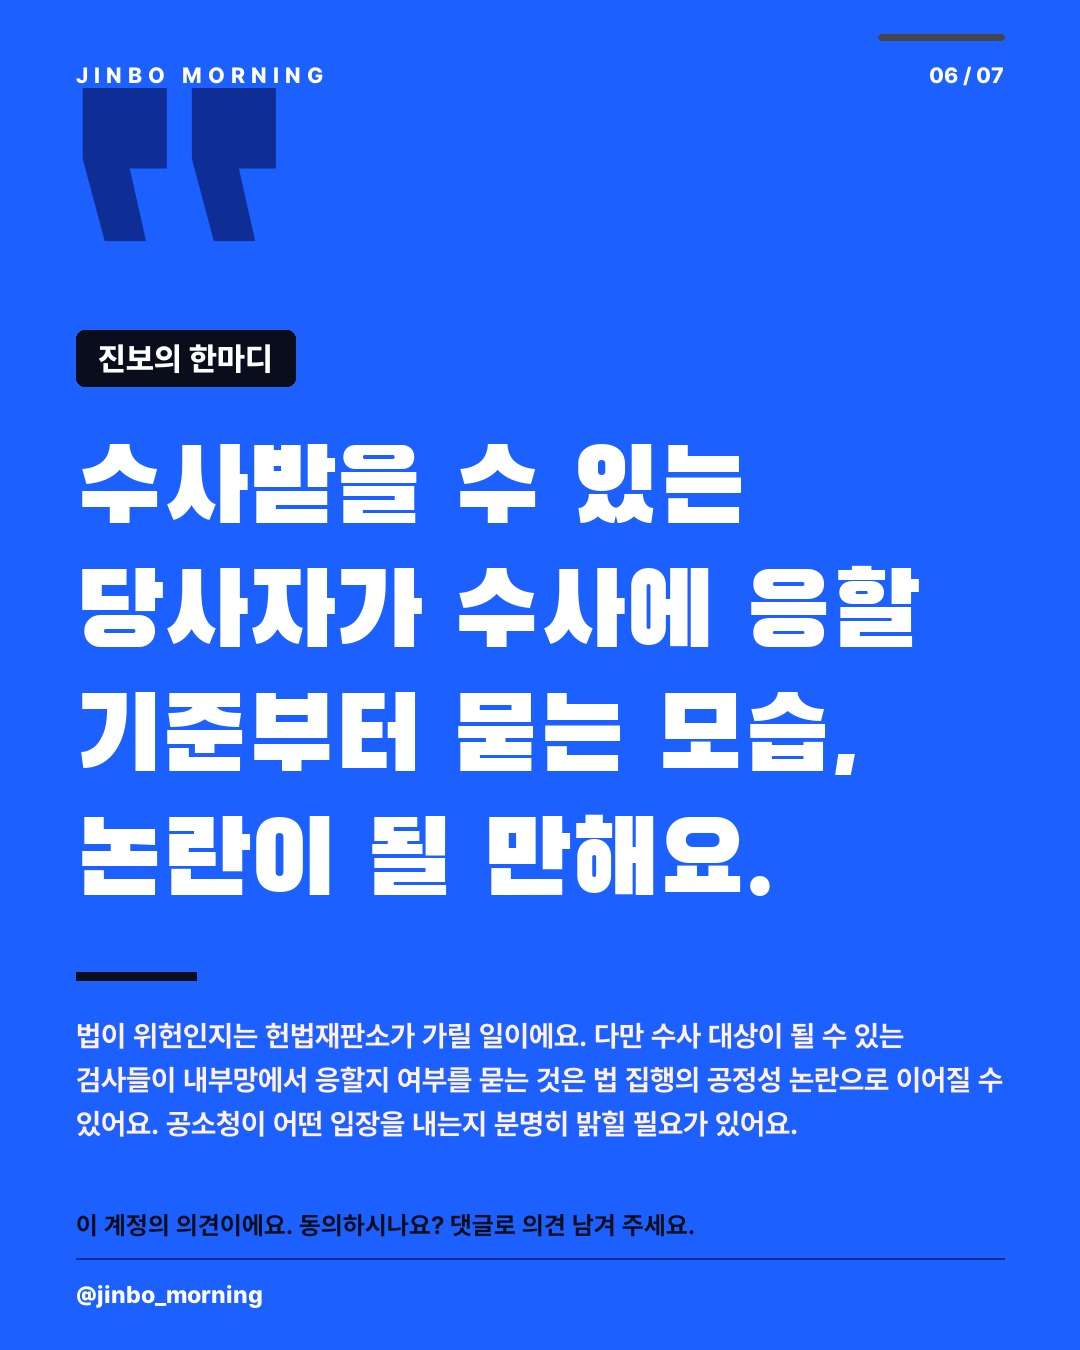 JINBO MORNING
06 / 07
진보의 한마디
수사받을 수 있는
당사자가 수사에 응할
기준부터 묻는 모습,
논란이 될 만해요.
법이 위헌인지는 헌법재판소가 가릴 일이에요. 다만 수사 대상이 될 수 있는
검사들이 내부망에서 응할지 여부를 묻는 것은 법 집행의 공정성 논란으로 이어질 수
있어요. 공소청이 어떤 입장을 내는지 분명히 밝힐 필요가 있어요.
이 계정의 의견이에요. 동의하시나요? 댓글로 의견 남겨 주세요.
@jinbo_morning